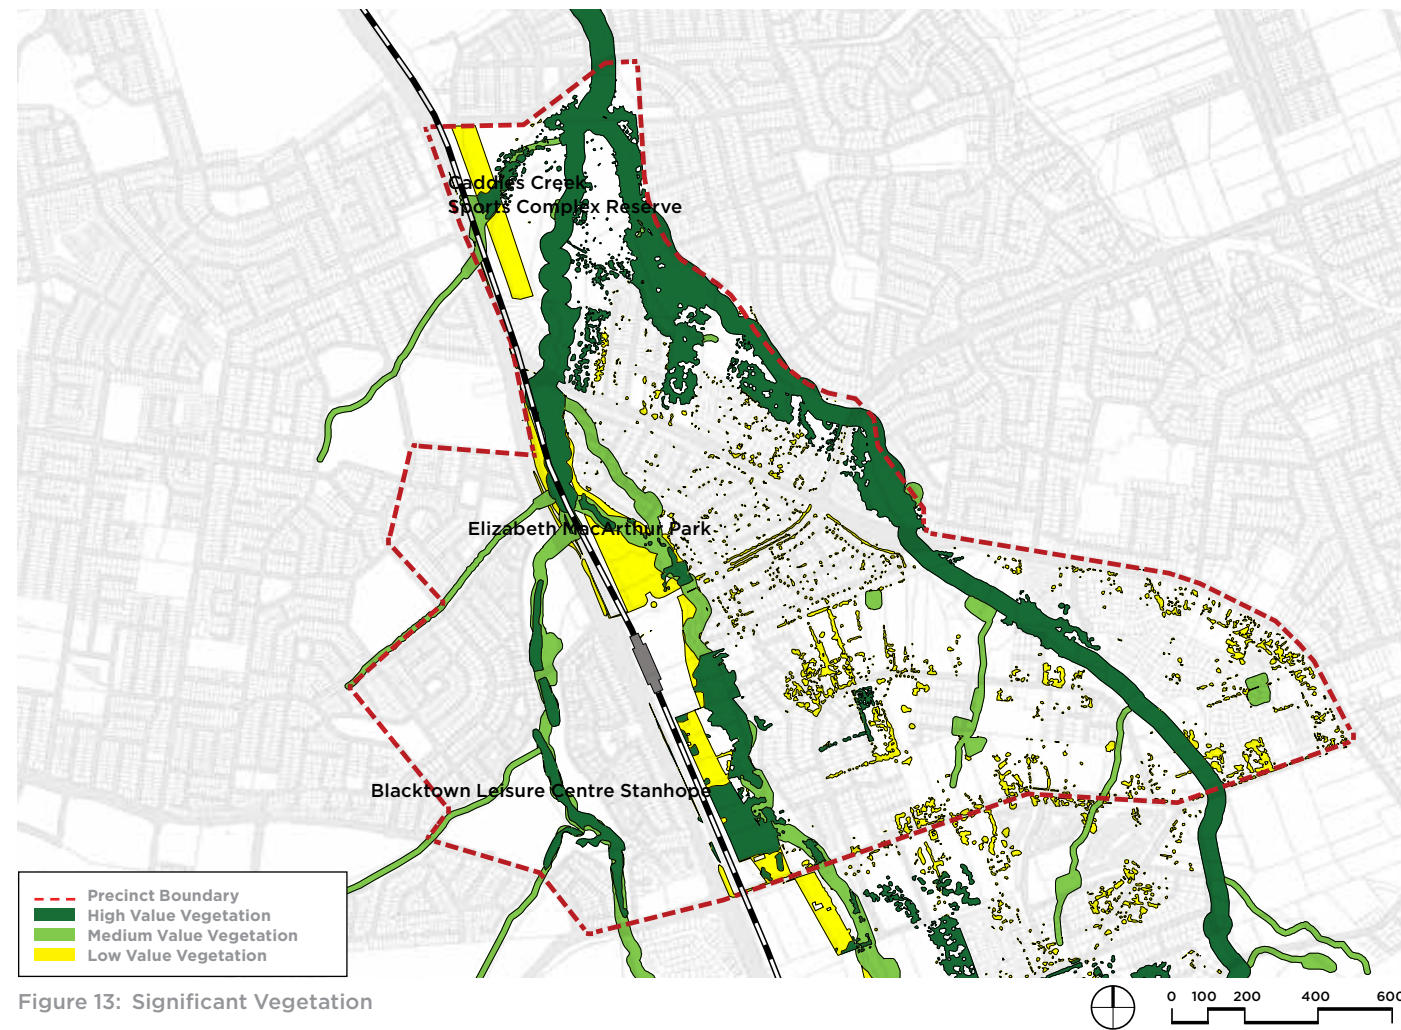 Caddies Creek
Sports Complex Reserve
Elizabeth MacArthur Park
Blacktown Leisure Centre Stanhope
Precinct Boundary
High Value Vegetation
Medium Value Vegetation
Low Value Vegetation
Figure 13: Significant Vegetation
0 100 200 400 600